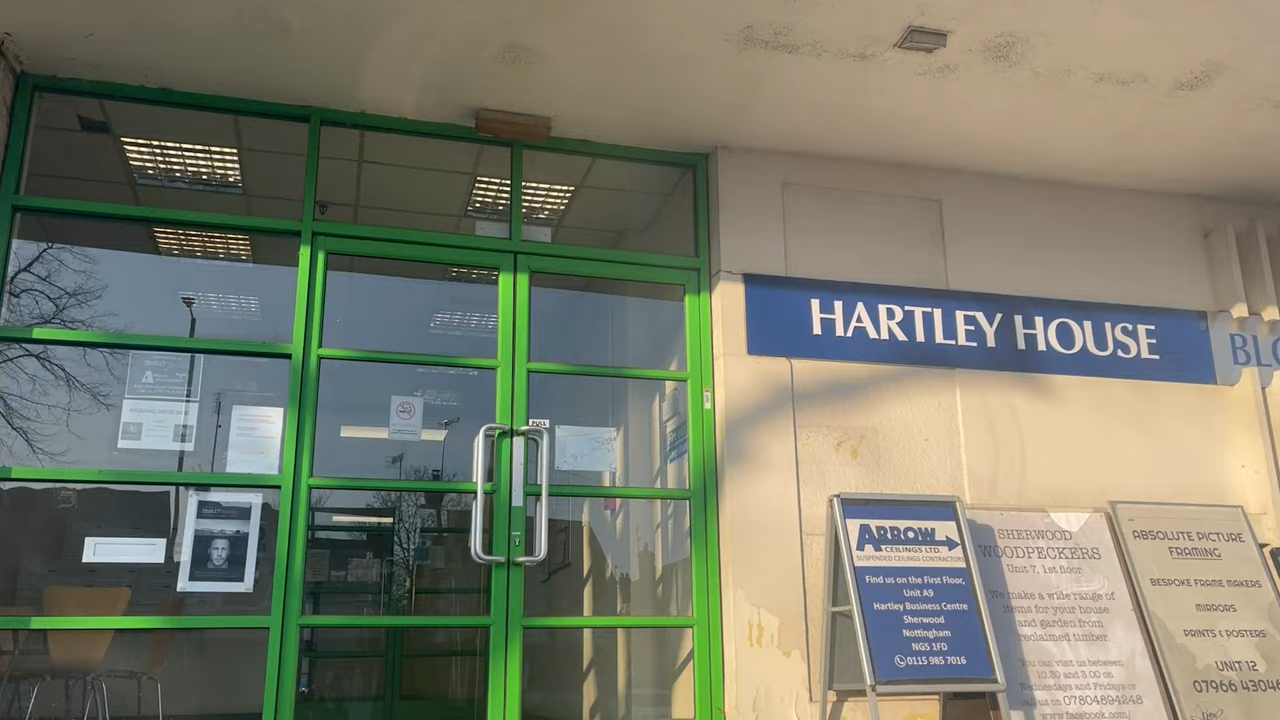 HARTLEY HOUSE
BLO
PULL
Unit 17
ARROW
CEILINGS LTD.
SUSPENDED CEILINGS CONTRACTORS
Find us on the First Floor,
Unit A9
Hartley Business Centre
Sherwood
Nottingham
NG5 1FD
0115 985 7016
SHERWOOD
WOODPECKERS
Unit 7, 1st floor
We make a wide range of
items for your house
and garden from
reclaimed timber.
You can visit us between
10.30 and 3.00 on
Wednesdays and Fridays or
call us on 07804894248
www.facebook.com/
ABSOLUTE PICTURE
FRAMING
BESPOKE FRAME MAKERS
MIRRORS
PRINTS & POSTERS
UNIT 12
07966 4304